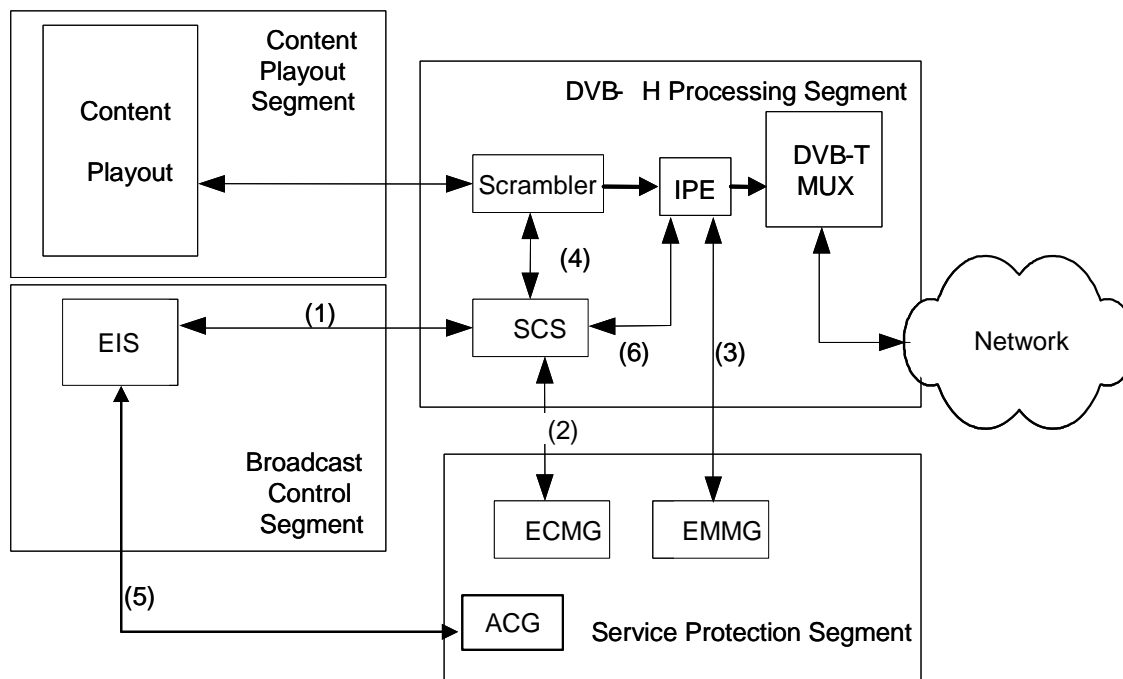 Content
Playout
Segment
Content
Playout
DVB- H Processing Segment
DVB-T
MUX
Scrambler
IPE
(4)
(1)
EIS
SCS
(6)
(3)
Network
(2)
Broadcast
Control
Segment
ECMG
EMMG
(5)
ACG
Service Protection Segment